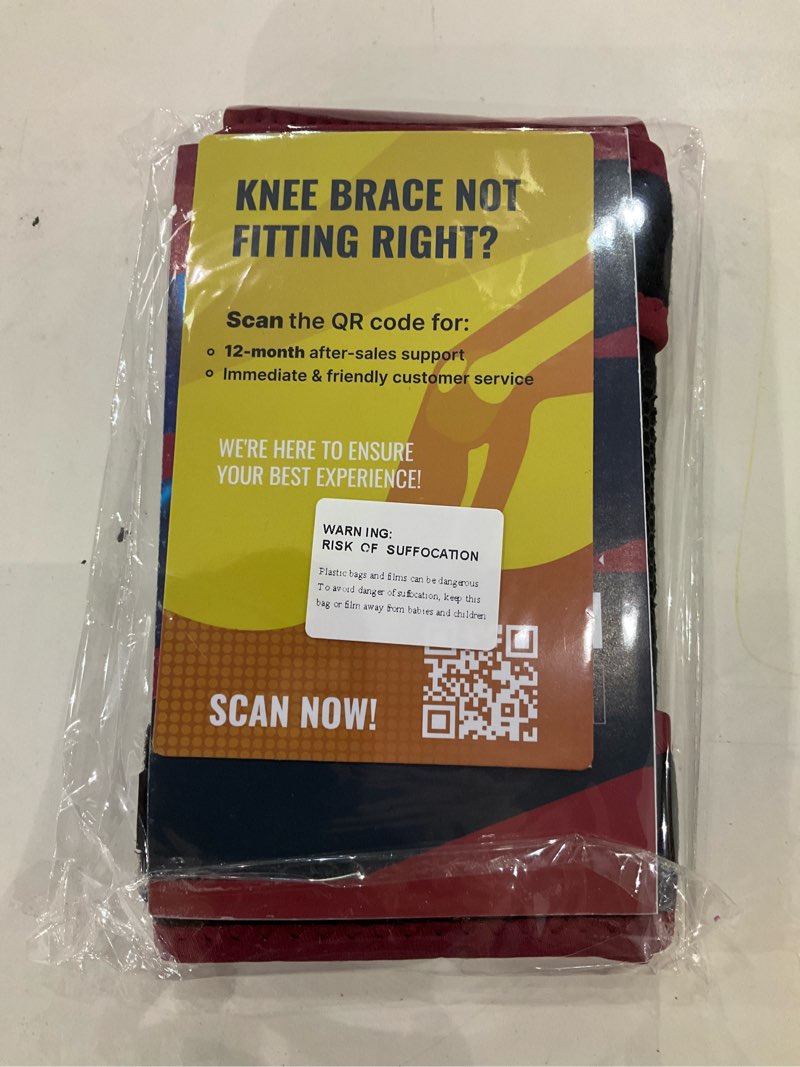 KNEE BRACE NOT
FITTING RIGHT?
Scan the QR code for:
12-month after-sales support
Immediate & friendly customer service
WE'RE HERE TO ENSURE
YOUR BEST EXPERIENCE!
WARNING:
RISK OF SUFFOCATION
Plastic bags and films can be dangerous
To avoid danger of suffocation, keep this
bag or film away from babies and children
SCAN NOW!